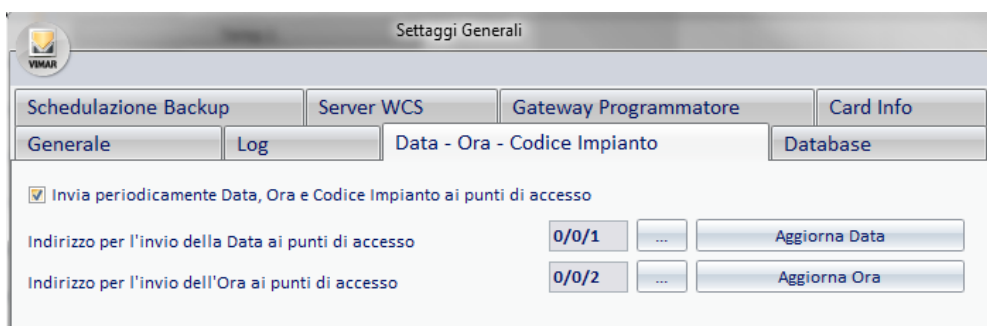 Settaggi Generali
VIMAR
Schedulazione Backup Server WCS Gateway Programmatore Card Info
Generale Log Data - Ora - Codice Impianto Database
Invia periodicamente Data, Ora e Codice Impianto ai punti di accesso
Indirizzo per l'invio della Data ai punti di accesso 0/0/1 ... Aggiorna Data
Indirizzo per l'invio dell'Ora ai punti di accesso 0/0/2 ... Aggiorna Ora